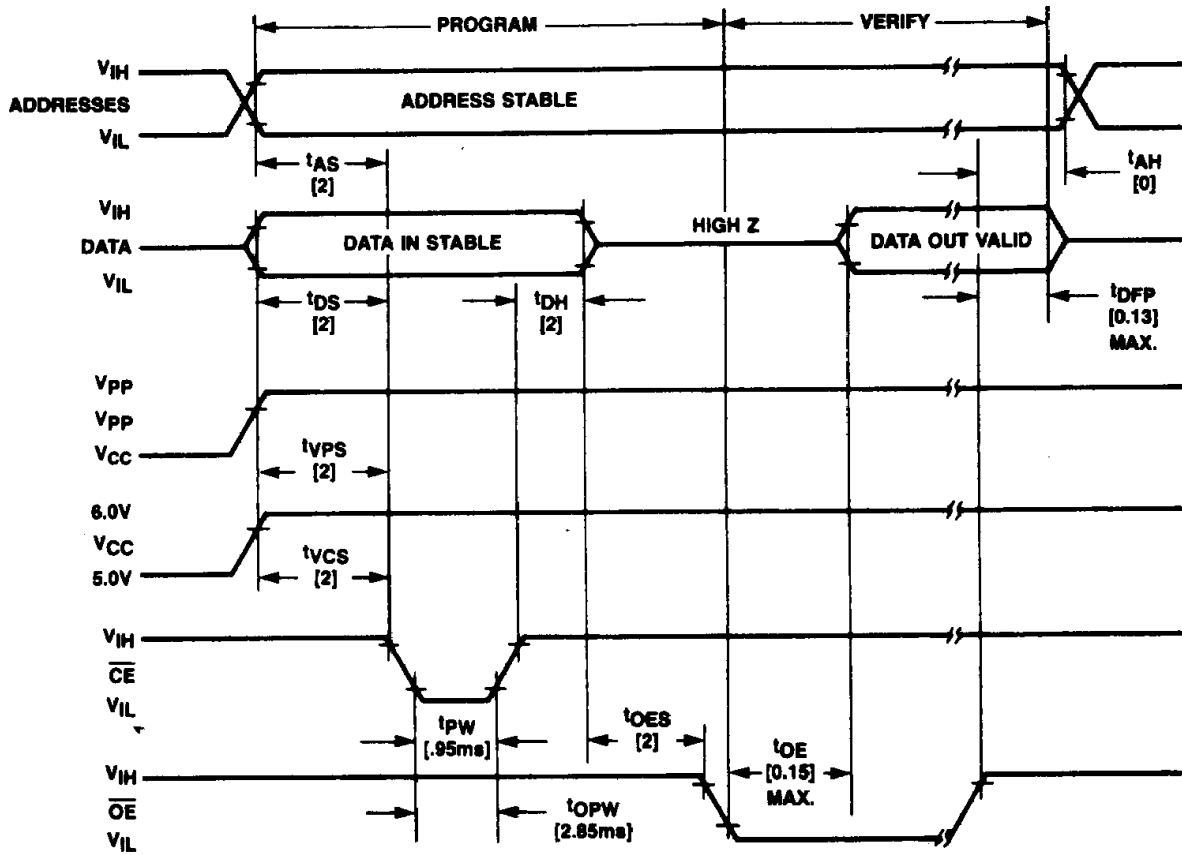 PROGRAM
VERIFY
VIH
ADDRESSES
VIL
ADDRESS STABLE
tAS
[2]
tAH
[0]
VIH
DATA
VIL
DATA IN STABLE
HIGH Z
DATA OUT VALID
tDS
[2]
tDH
[2]
tDFP
[0.13]
MAX.
VPP
VPP
VCC
tVPS
[2]
6.0V
VCC
5.0V
tVCS
[2]
VIH
CE
VIL
tPW
[.95ms]
tOES
[2]
tOE
[0.15]
MAX.
VIH
OE
VIL
tOPW
[2.85ms]